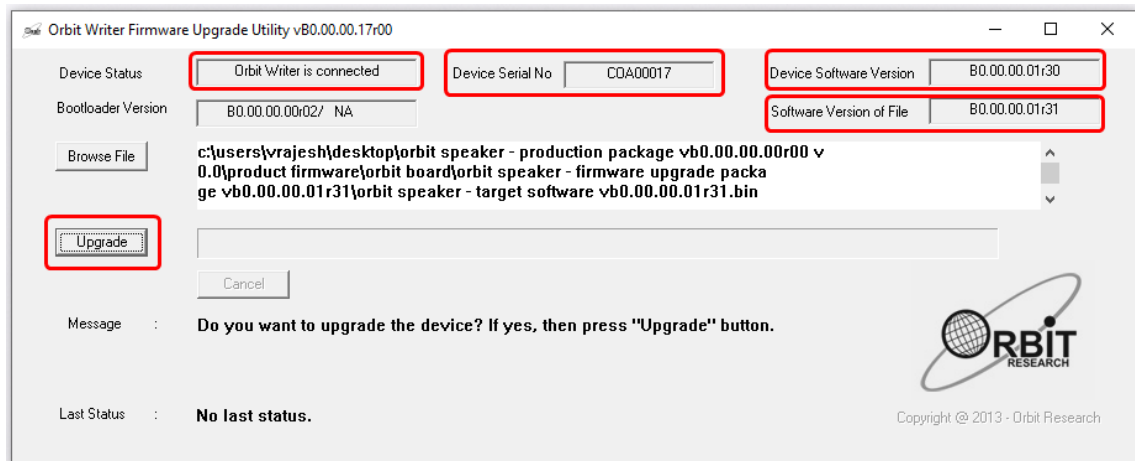 Orbit Writer Firmware Upgrade Utility vB0.00.00.17r00
Device Status Orbit Writer is connected Device Serial No COA00017 Device Software Version B0.00.00.01r30
Bootloader Version B0.00.00.00r02/ NA Software Version of File B0.00.00.01r31
Browse File
c:\users\vrajesh\desktop\orbit speaker - production package vb0.00.00.00r00 v
0.0\product firmware\orbit board\orbit speaker - firmware upgrade packa
ge vb0.00.00.01r31\orbit speaker - target software vb0.00.00.01r31.bin
Upgrade
Cancel
Message : Do you want to upgrade the device? If yes, then press "Upgrade" button.
ORBIT
RESEARCH
Last Status : No last status.
Copyright @ 2013 - Orbit Research